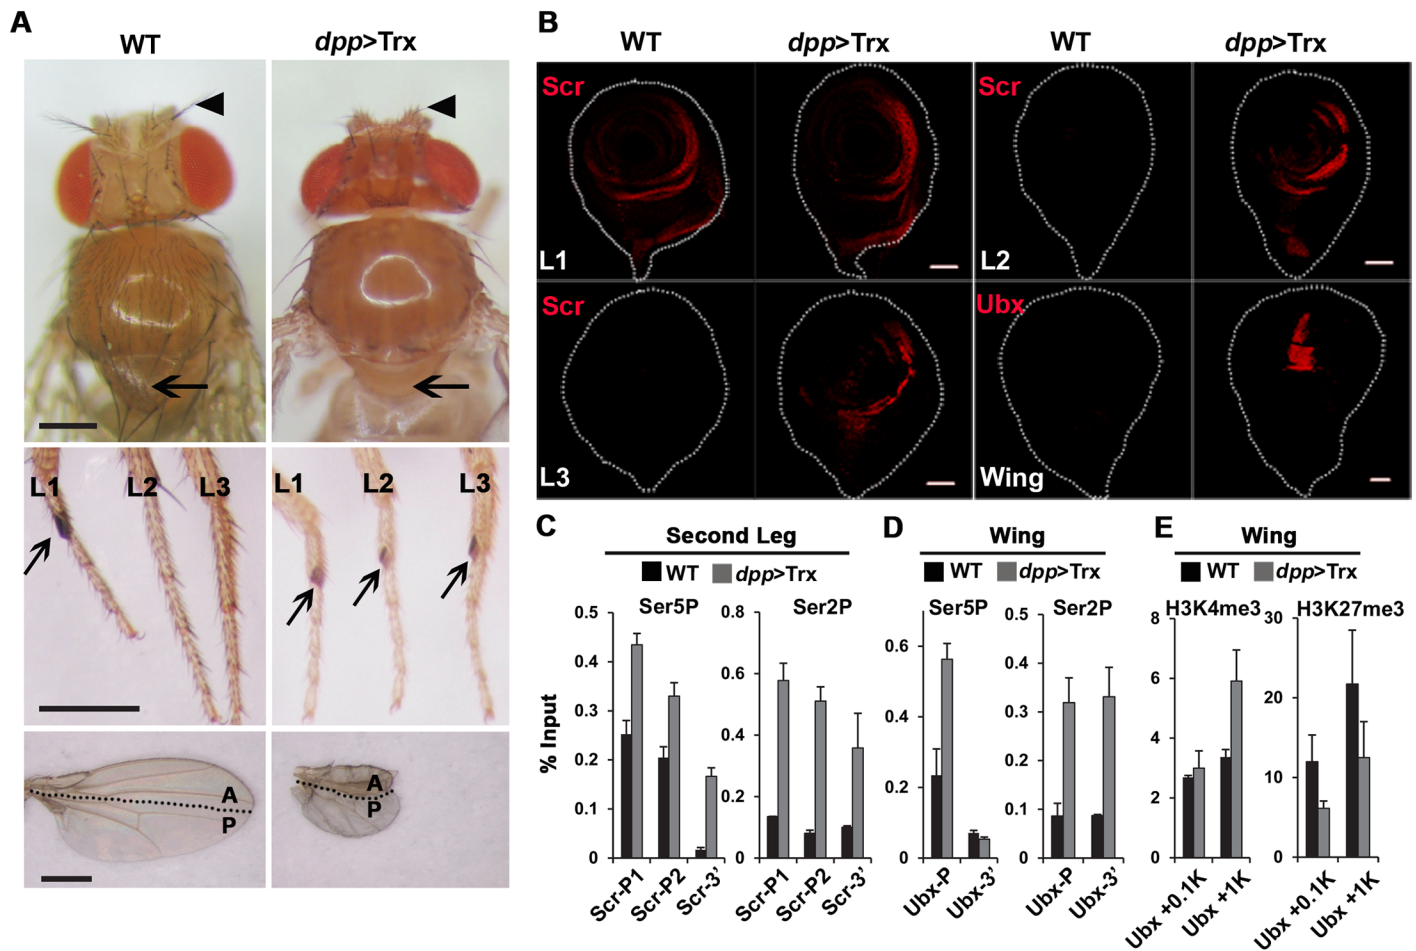 A
WT
dpp>Trx
L1
L2
L3
L1
L2
L3
A
P
A
P
B
WT
dpp>Trx
WT
dpp>Trx
Scr
L1
Scr
L2
Scr
L3
Ubx
Wing
C
Second Leg
WT
dpp>Trx
Ser5P
Ser2P
% Input
0.5
0.4
0.3
0.2
0.1
0
0.8
0.6
0.4
0.2
0
Scr-P1
Scr-P2
Scr-3’
Scr-P1
Scr-P2
Scr-3’
D
Wing
WT
dpp>Trx
Ser5P
Ser2P
0.6
0.4
0.2
0
0.5
0.4
0.3
0.2
0.1
0
Ubx-P
Ubx-3’
Ubx-P
Ubx-3’
E
Wing
WT
dpp>Trx
H3K4me3
H3K27me3
8
6
4
2
0
30
20
10
0
Ubx +0.1K
Ubx +1K
Ubx +0.1K
Ubx +1K